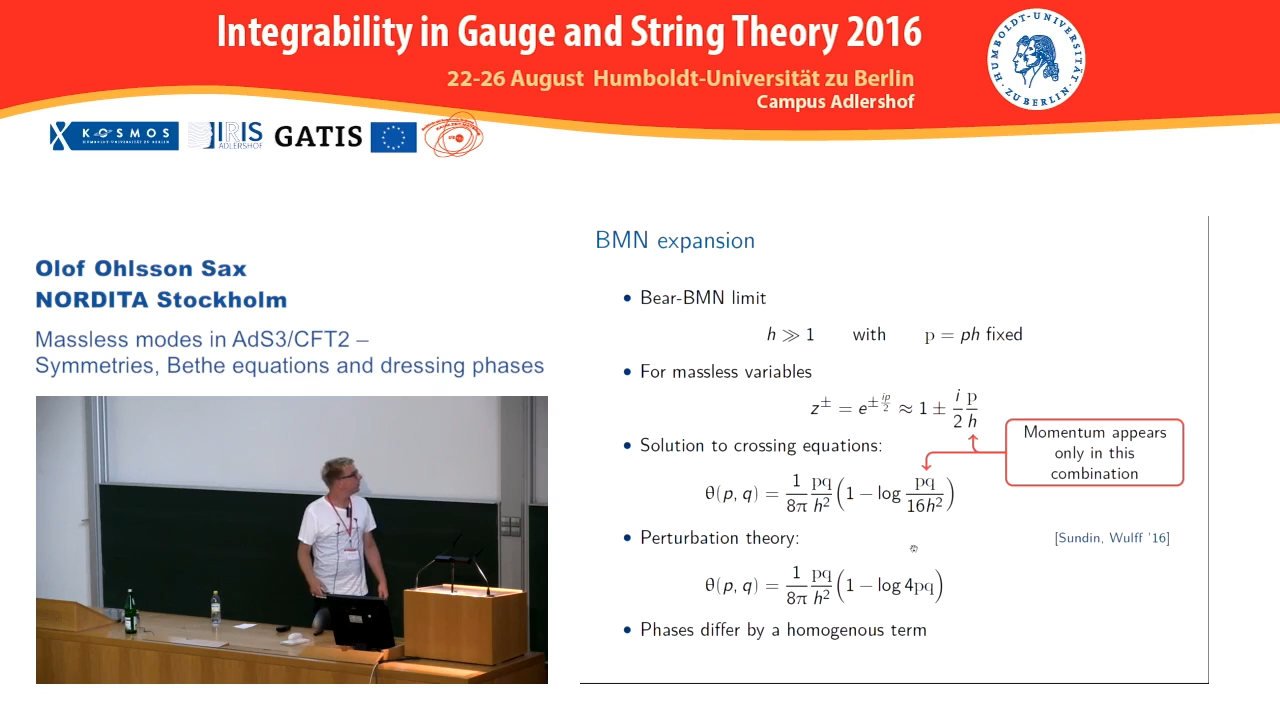 Integrability in Gauge and String Theory 2016
22-26 August Humboldt-Universität zu Berlin
Campus Adlershof
HUMBOLDT-UNIVERSITÄT
· ZU BERLIN ·
KOSMOS
HUMBOLDT-UNIVERSITÄT ZU BERLIN
IRIS
ADLERSHOF
GATIS
Olof Ohlsson Sax
NORDITA Stockholm
Massless modes in AdS3/CFT2 –
Symmetries, Bethe equations and dressing phases
BMN expansion
• Bear-BMN limit
h ≫ 1 with p = ph fixed
• For massless variables
z± = e^{± ip/2} ≈ 1 ± i/2 p/h
• Solution to crossing equations:
Momentum appears
only in this
combination
θ(p, q) = 1/8π pq/h² (1 − log pq/16h²)
• Perturbation theory:
[Sundin, Wulff '16]
θ(p, q) = 1/8π pq/h² (1 − log 4pq)
• Phases differ by a homogenous term